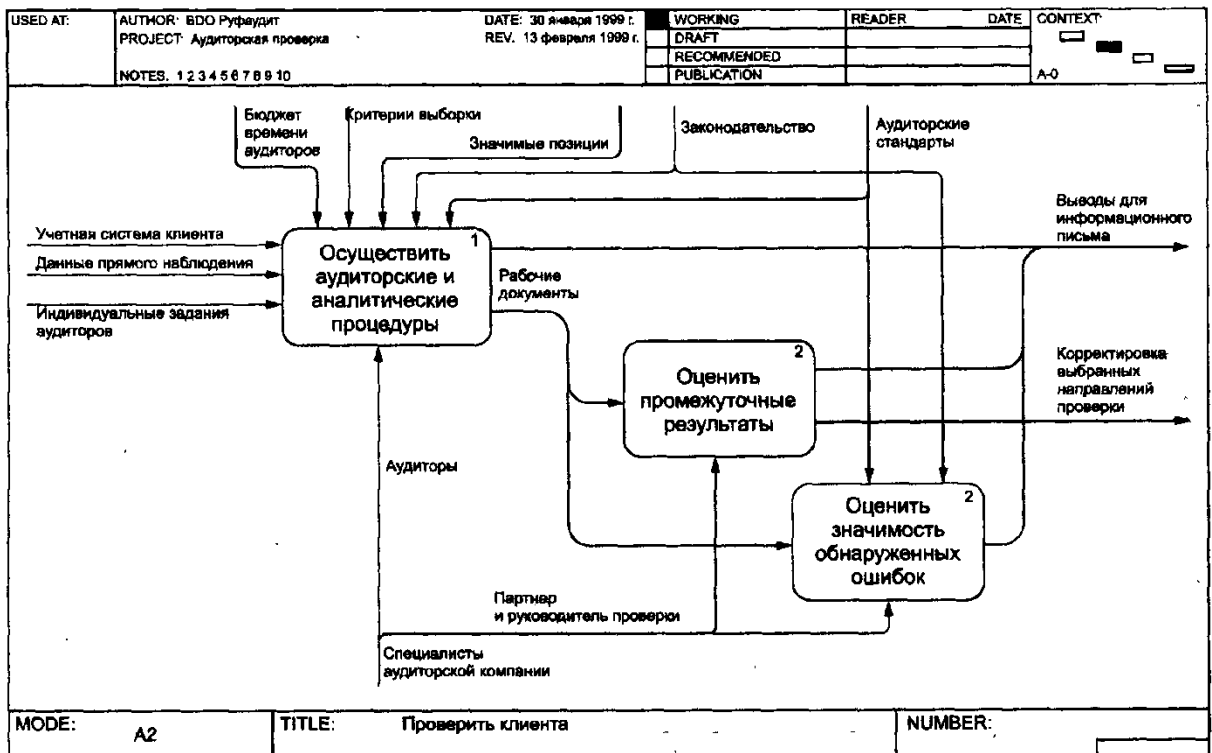 USED AT:
AUTHOR: BDO Руфаудит
DATE: 30 января 1999 г.
PROJECT: Аудиторская проверка
REV. 13 февраля 1999 г.
NOTES. 1 2 3 4 5 6 7 8 9 10
WORKING
DRAFT
RECOMMENDED
PUBLICATION
READER DATE
CONTEXT:
A-0
Бюджет
времени
аудиторов
Критерии выборки
Значимые позиции
Законодательство
Аудиторские
стандарты
Учетная система клиента
Данные прямого наблюдения
Индивидуальные задания
аудиторов
1
Осуществить
аудиторские и
аналитические
процедуры
Рабочие
документы
Выводы для
информационного
письма
2
Оценить
промежуточные
результаты
Корректировка
выбранных
направлений
проверки
Аудиторы
2
Оценить
значимость
обнаруженных
ошибок
Партнер
и руководитель проверки
Специалисты
аудиторской компании
MODE:
A2
TITLE: Проверить клиента
NUMBER: